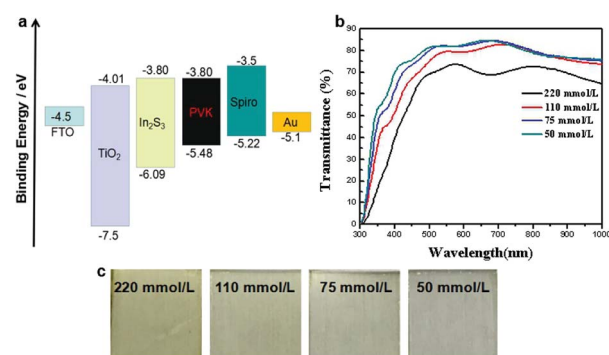 a
Binding Energy / eV
-4.5
FTO
-4.01
TiO2
-7.5
-3.80
In2S3
-6.09
-3.80
PVK
-5.48
-3.5
Spiro
-5.22
Au
-5.1
b
Transmittance (%)
90
80
70
60
50
40
30
20
10
0
220 mmol/L
110 mmol/L
75 mmol/L
50 mmol/L
300 400 500 600 700 800 900 1000
Wavelength(nm)
c
220 mmol/L 110 mmol/L 75 mmol/L 50 mmol/L